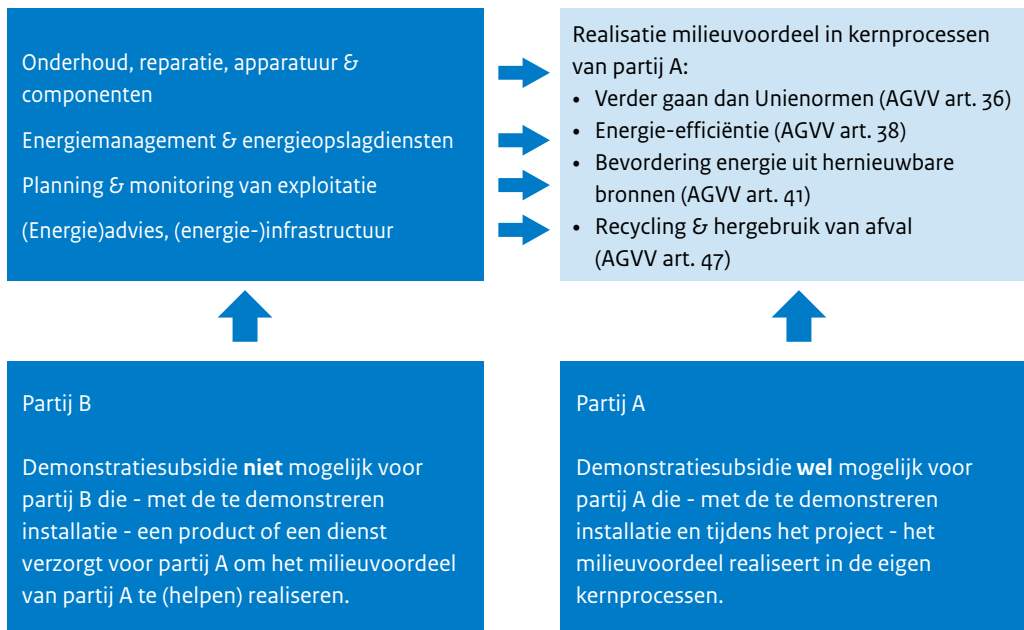 Onderhoud, reparatie, apparatuur &
componenten
Energiemanagement & energieopslagdiensten
Planning & monitoring van exploitatie
(Energie)advies, (energie-)infrastructuur
Realisatie milieuvoordeel in kernprocessen
van partij A:
• Verder gaan dan Unienormen (AGVV art. 36)
• Energie-efficiëntie (AGVV art. 38)
• Bevordering energie uit hernieuwbare
bronnen (AGVV art. 41)
• Recycling & hergebruik van afval
(AGVV art. 47)
Partij B
Demonstratiesubsidie niet mogelijk voor
partij B die - met de te demonstreren
installatie - een product of een dienst
verzorgt voor partij A om het milieuvoordeel
van partij A te (helpen) realiseren.
Partij A
Demonstratiesubsidie wel mogelijk voor
partij A die - met de te demonstreren
installatie en tijdens het project - het
milieuvoordeel realiseert in de eigen
kernprocessen.